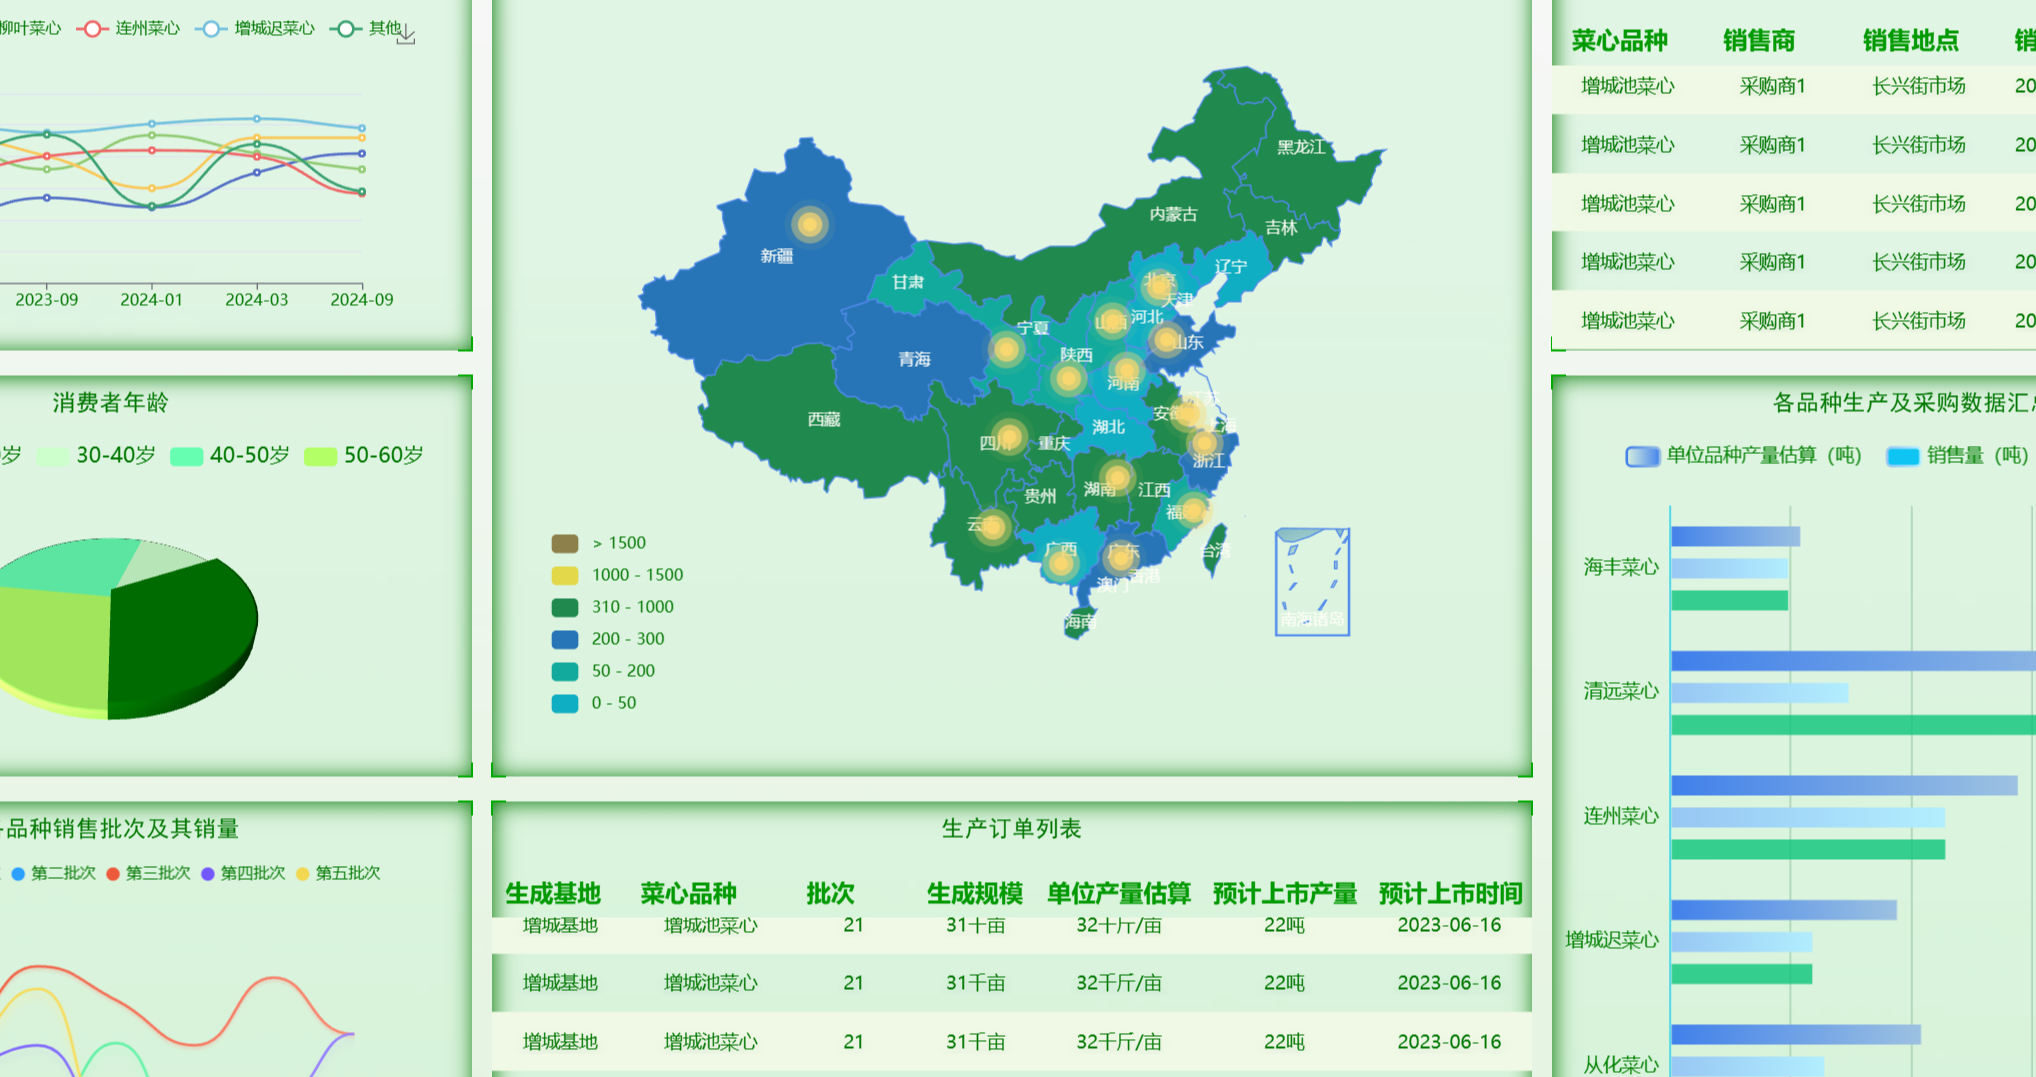 柳叶菜心 连州菜心 增城迟菜心 其他
2023-09 2024-01 2024-03 2024-09
消费者年龄
岁 30-40岁 40-50岁 50-60岁
品种销售批次及其销量
第二批次 第三批次 第四批次 第五批次
黑龙江
内蒙古
吉林
新疆
辽宁
甘肃
北京
天津
宁夏
河北
山西
山东
陕西
青海
河南
西藏
江苏
安徽
上海
湖北
四川
重庆
浙江
贵州
湖南
江西
福建
云南
广西
广东
台湾
香港
澳门
海南
南海诸岛
> 1500
1000 - 1500
310 - 1000
200 - 300
50 - 200
0 - 50
生产订单列表
生成基地 菜心品种 批次 生成规模 单位产量估算 预计上市产量 预计上市时间
增城基地 增城池菜心 21 31千亩 32千斤/亩 22吨 2023-06-16
增城基地 增城池菜心 21 31千亩 32千斤/亩 22吨 2023-06-16
增城基地 增城池菜心 21 31千亩 32千斤/亩 22吨 2023-06-16
菜心品种 销售商 销售地点 销
增城池菜心 采购商1 长兴街市场 20
增城池菜心 采购商1 长兴街市场 20
增城池菜心 采购商1 长兴街市场 20
增城池菜心 采购商1 长兴街市场 20
增城池菜心 采购商1 长兴街市场 20
各品种生产及采购数据汇总
单位品种产量估算（吨） 销售量（吨）
海丰菜心
清远菜心
连州菜心
增城迟菜心
从化菜心